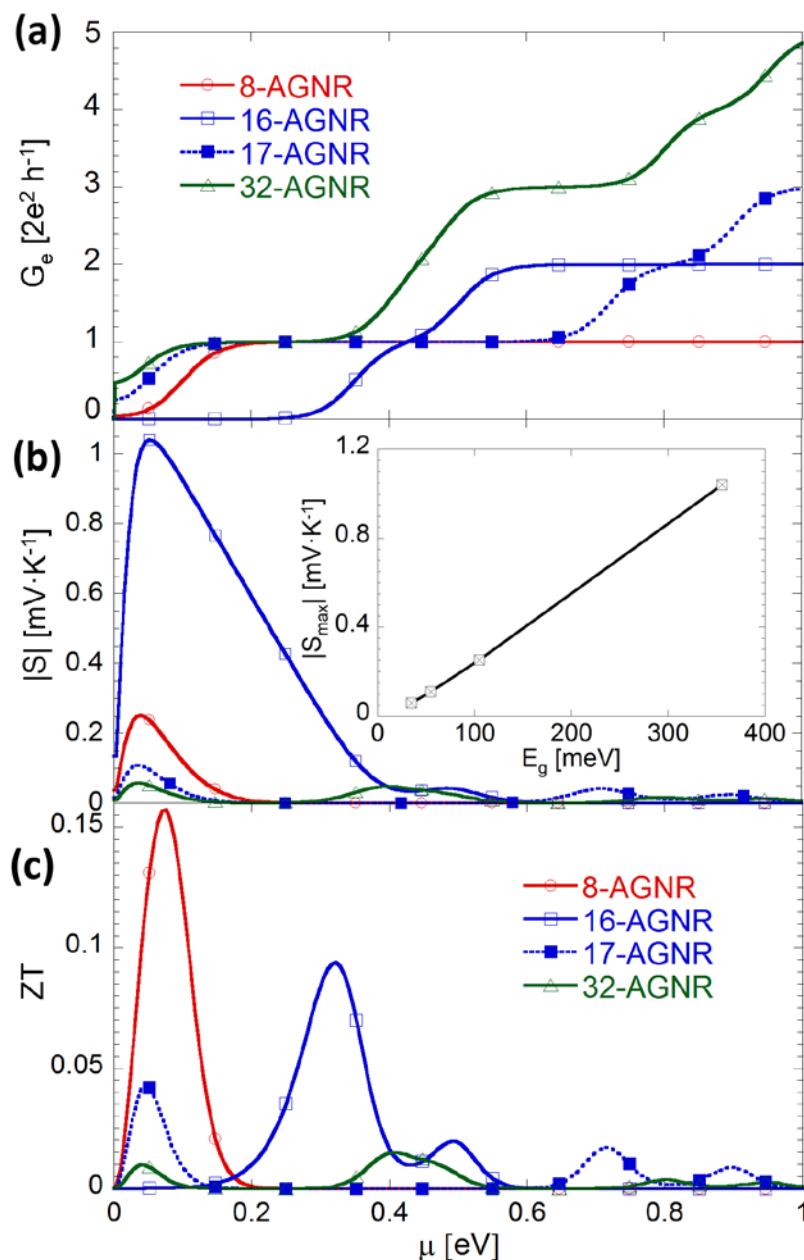 (a)
5
4
3
2
1
0
G_e [2e² h⁻¹]
8-AGNR
16-AGNR
17-AGNR
32-AGNR
(b)
1
0.8
0.6
0.4
0.2
0
|S| [mV·K⁻¹]
1.2
0.8
0.4
0
|S_max| [mV·K⁻¹]
0 100 200 300 400
E_g [meV]
(c)
0.15
0.1
0.05
0
ZT
8-AGNR
16-AGNR
17-AGNR
32-AGNR
0 0.2 0.4 0.6 0.8 1
μ [eV]